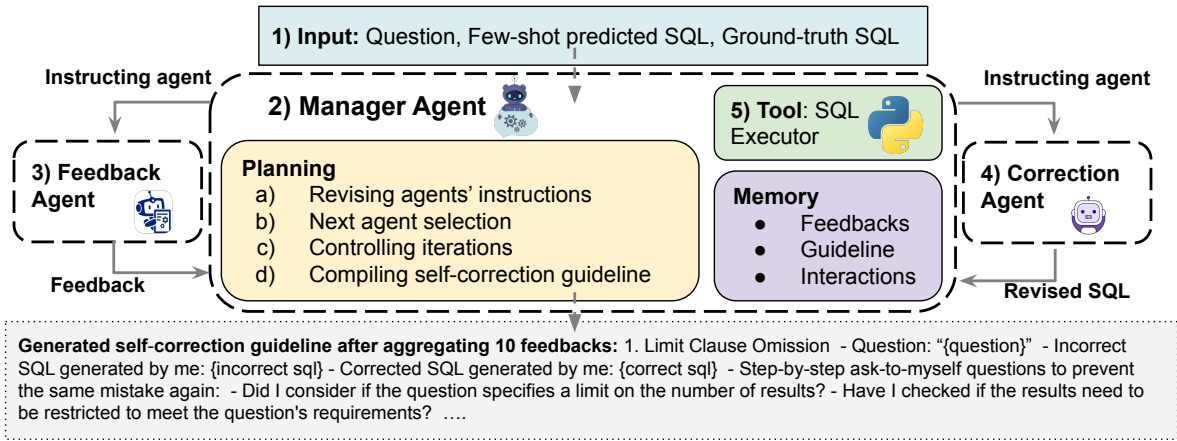 1) Input: Question, Few-shot predicted SQL, Ground-truth SQL
Instructing agent
Instructing agent
2) Manager Agent
5) Tool: SQL
Executor
3) Feedback
Agent
Planning
a) Revising agents’ instructions
b) Next agent selection
c) Controlling iterations
d) Compiling self-correction guideline
Memory
● Feedbacks
● Guideline
● Interactions
4) Correction
Agent
Feedback
Revised SQL
Generated self-correction guideline after aggregating 10 feedbacks: 1. Limit Clause Omission - Question: “{question}” - Incorrect
SQL generated by me: {incorrect sql} - Corrected SQL generated by me: {correct sql} - Step-by-step ask-to-myself questions to prevent
the same mistake again: - Did I consider if the question specifies a limit on the number of results? - Have I checked if the results need to
be restricted to meet the question's requirements? ….